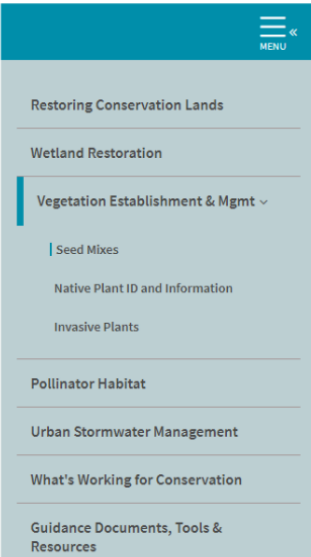 MENU
Restoring Conservation Lands
Wetland Restoration
Vegetation Establishment & Mgmt
Seed Mixes
Native Plant ID and Information
Invasive Plants
Pollinator Habitat
Urban Stormwater Management
What's Working for Conservation
Guidance Documents, Tools &
Resources